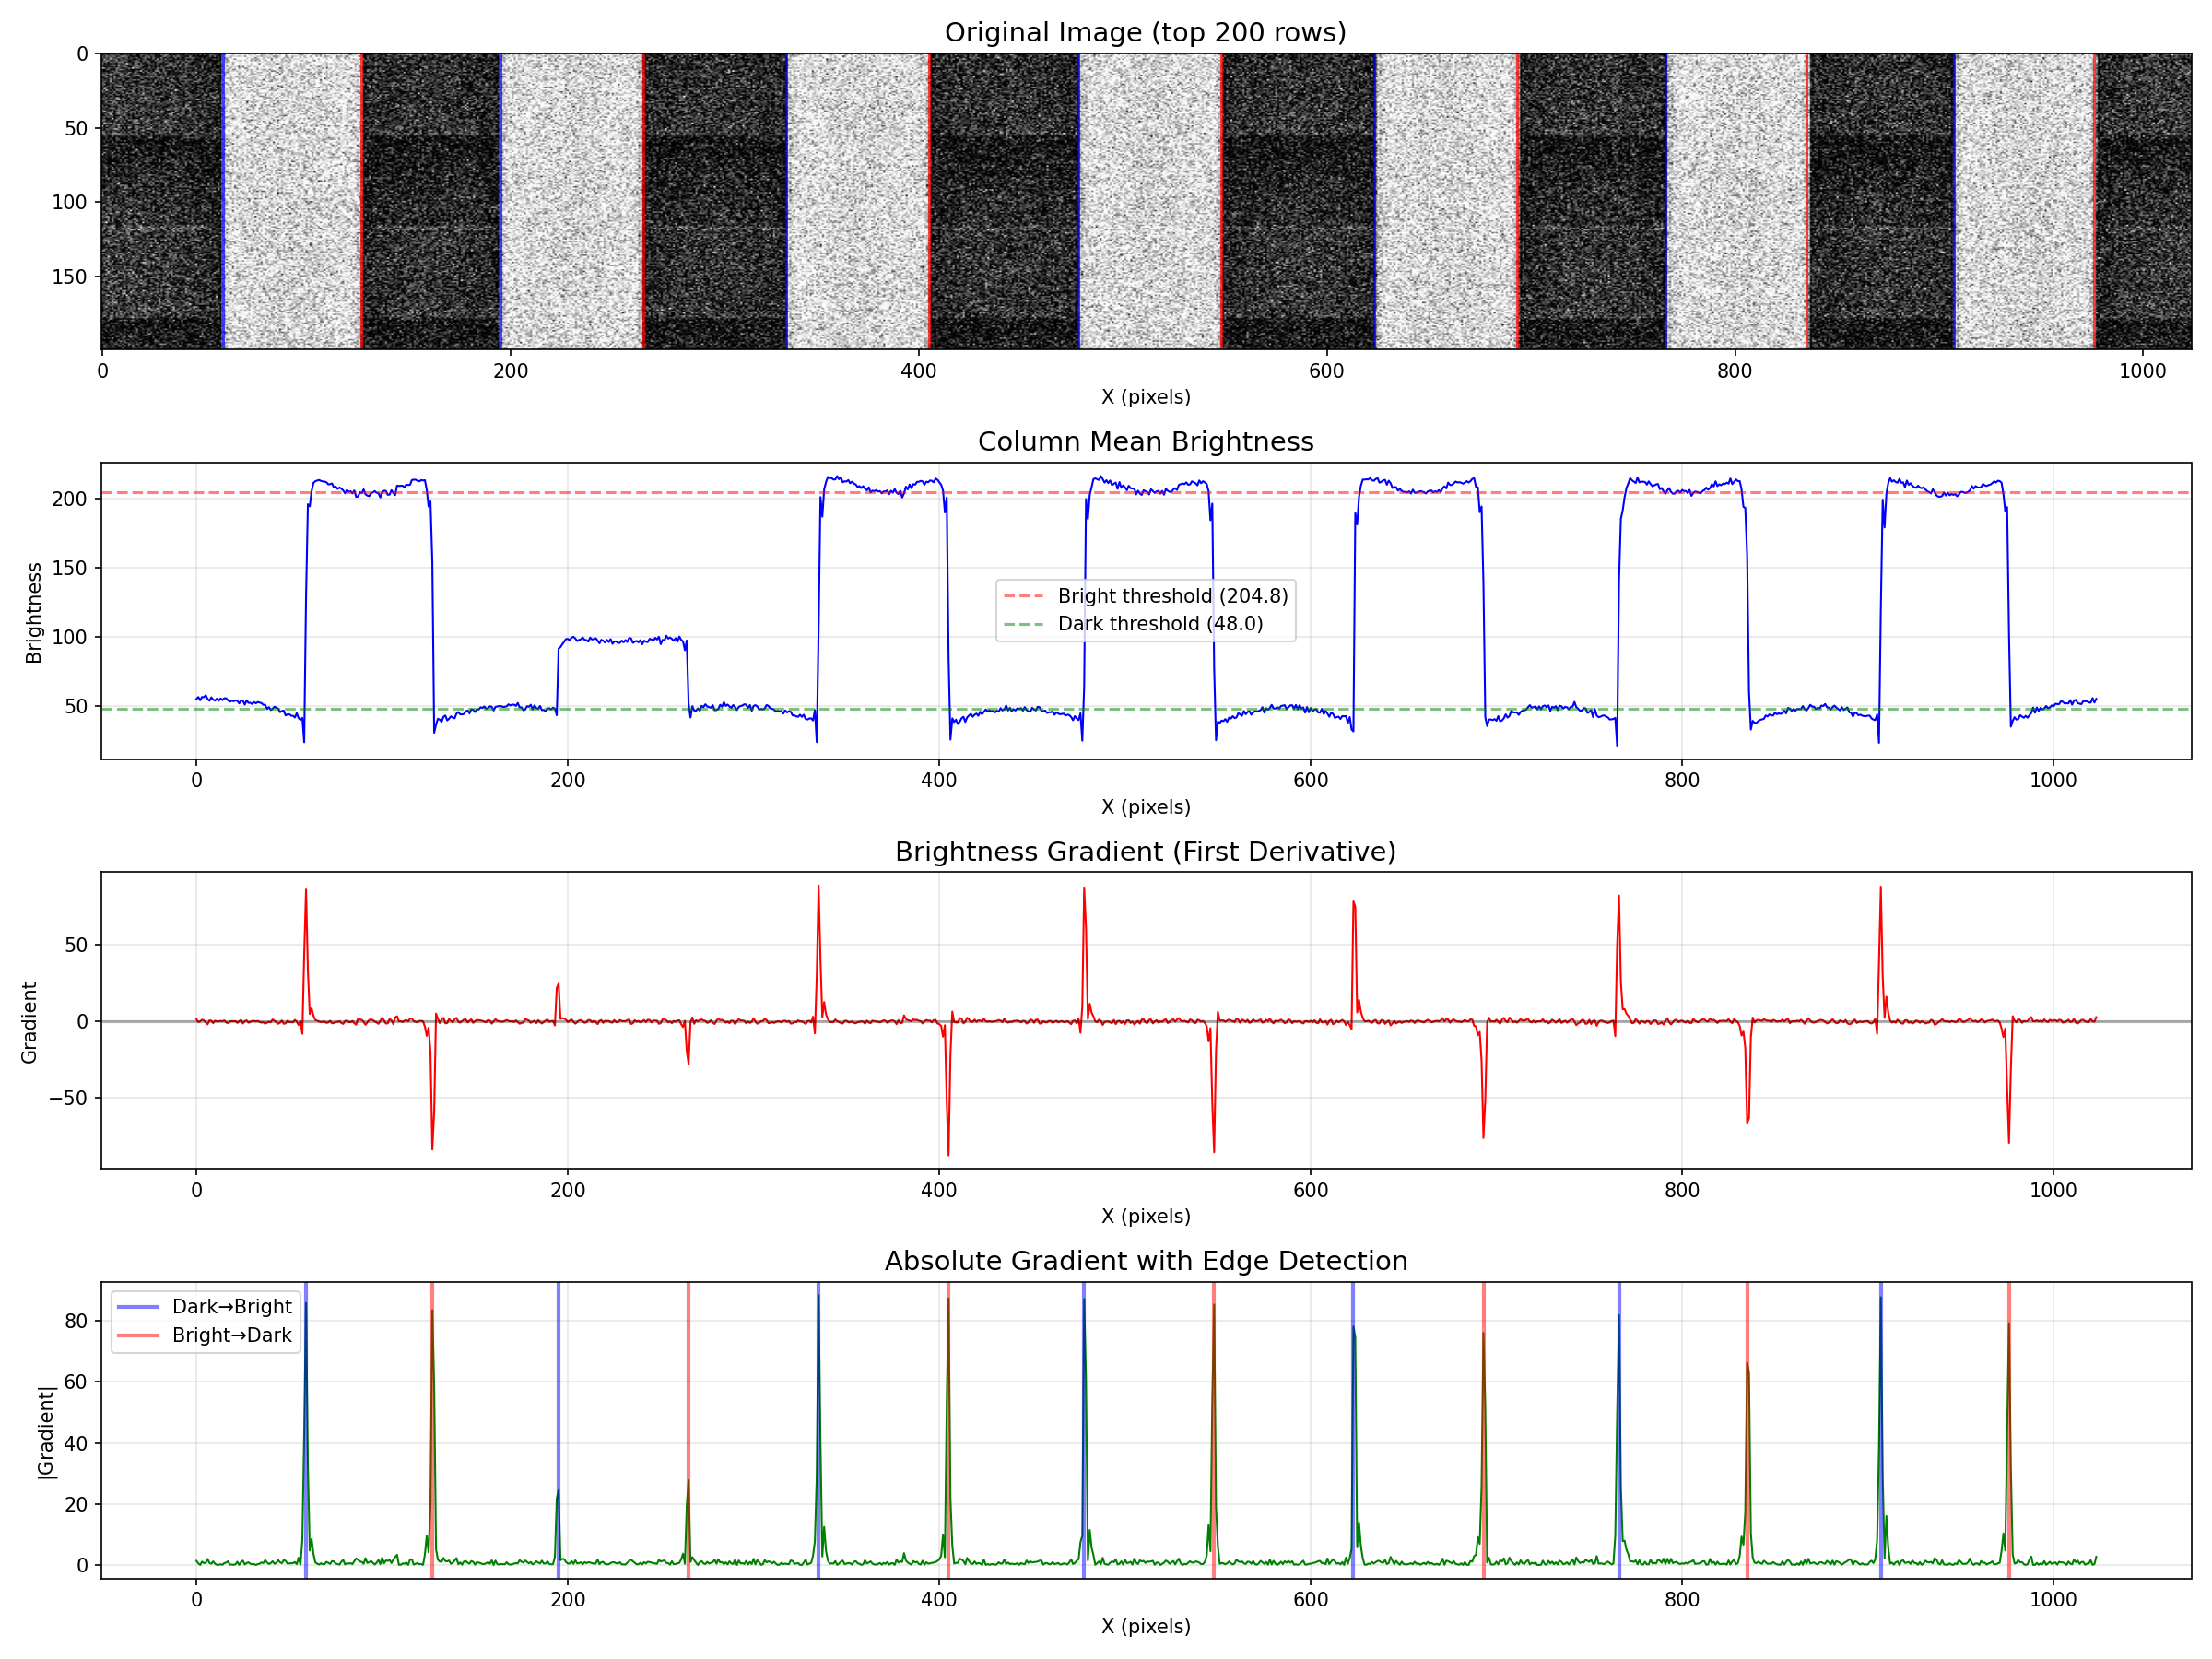 Original Image (top 200 rows)
0
50
100
150
0 200 400 600 800 1000
X (pixels)
Column Mean Brightness
Brightness
200
150
100
50
Bright threshold (204.8)
Dark threshold (48.0)
0 200 400 600 800 1000
X (pixels)
Brightness Gradient (First Derivative)
Gradient
50
0
−50
0 200 400 600 800 1000
X (pixels)
Absolute Gradient with Edge Detection
|Gradient|
80
60
40
20
0
Dark→Bright
Bright→Dark
0 200 400 600 800 1000
X (pixels)